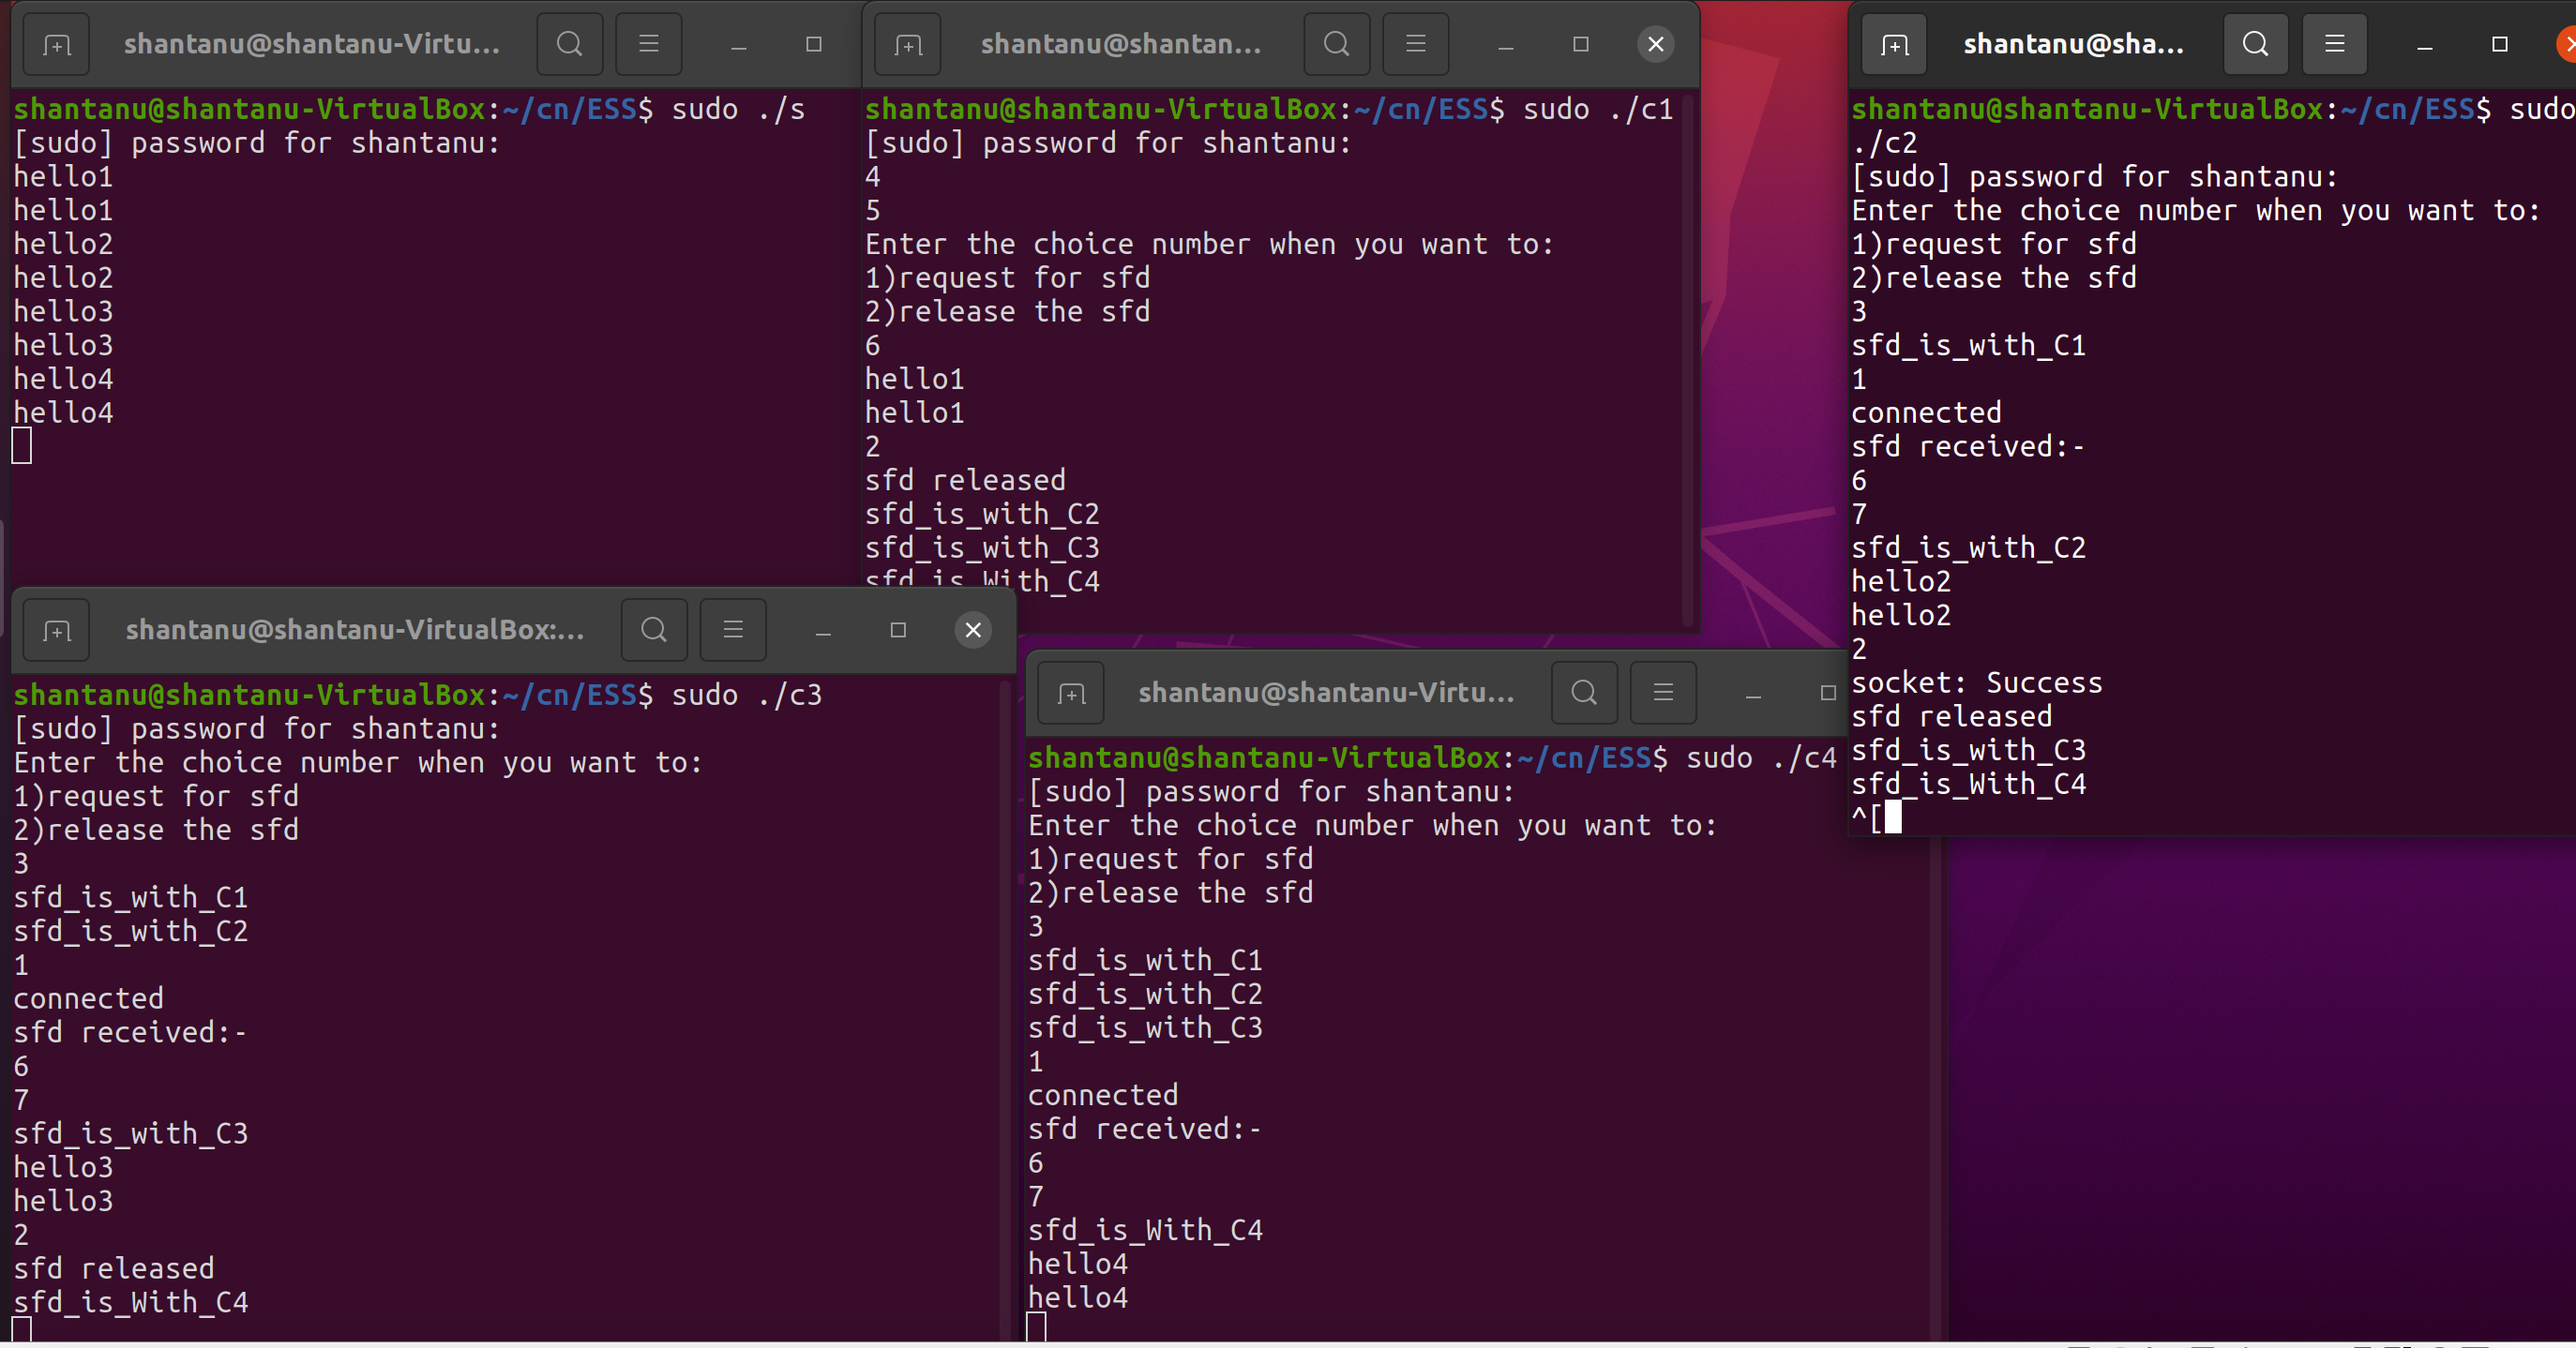 shantanu@shantanu-Virtu...
shantanu@shantanu-VirtualBox:~/cn/ESS$ sudo ./s
[sudo] password for shantanu:
hello1
hello1
hello2
hello2
hello3
hello3
hello4
hello4
shantanu@shantan...
shantanu@shantanu-VirtualBox:~/cn/ESS$ sudo ./c1
[sudo] password for shantanu:
4
5
Enter the choice number when you want to:
1)request for sfd
2)release the sfd
6
hello1
hello1
2
sfd released
sfd_is_with_C2
sfd_is_with_C3
sfd_is_With_C4
shantanu@sha...
shantanu@shantanu-VirtualBox:~/cn/ESS$ sudo
./c2
[sudo] password for shantanu:
Enter the choice number when you want to:
1)request for sfd
2)release the sfd
3
sfd_is_with_C1
1
connected
sfd received:-
6
7
sfd_is_with_C2
hello2
hello2
2
socket: Success
sfd released
sfd_is_with_C3
sfd_is_With_C4
^[
shantanu@shantanu-VirtualBox:...
shantanu@shantanu-VirtualBox:~/cn/ESS$ sudo ./c3
[sudo] password for shantanu:
Enter the choice number when you want to:
1)request for sfd
2)release the sfd
3
sfd_is_with_C1
sfd_is_with_C2
1
connected
sfd received:-
6
7
sfd_is_with_C3
hello3
hello3
2
sfd released
sfd_is_With_C4
shantanu@shantanu-Virtu...
shantanu@shantanu-VirtualBox:~/cn/ESS$ sudo ./c4
[sudo] password for shantanu:
Enter the choice number when you want to:
1)request for sfd
2)release the sfd
3
sfd_is_with_C1
sfd_is_with_C2
sfd_is_with_C3
1
connected
sfd received:-
6
7
sfd_is_With_C4
hello4
hello4